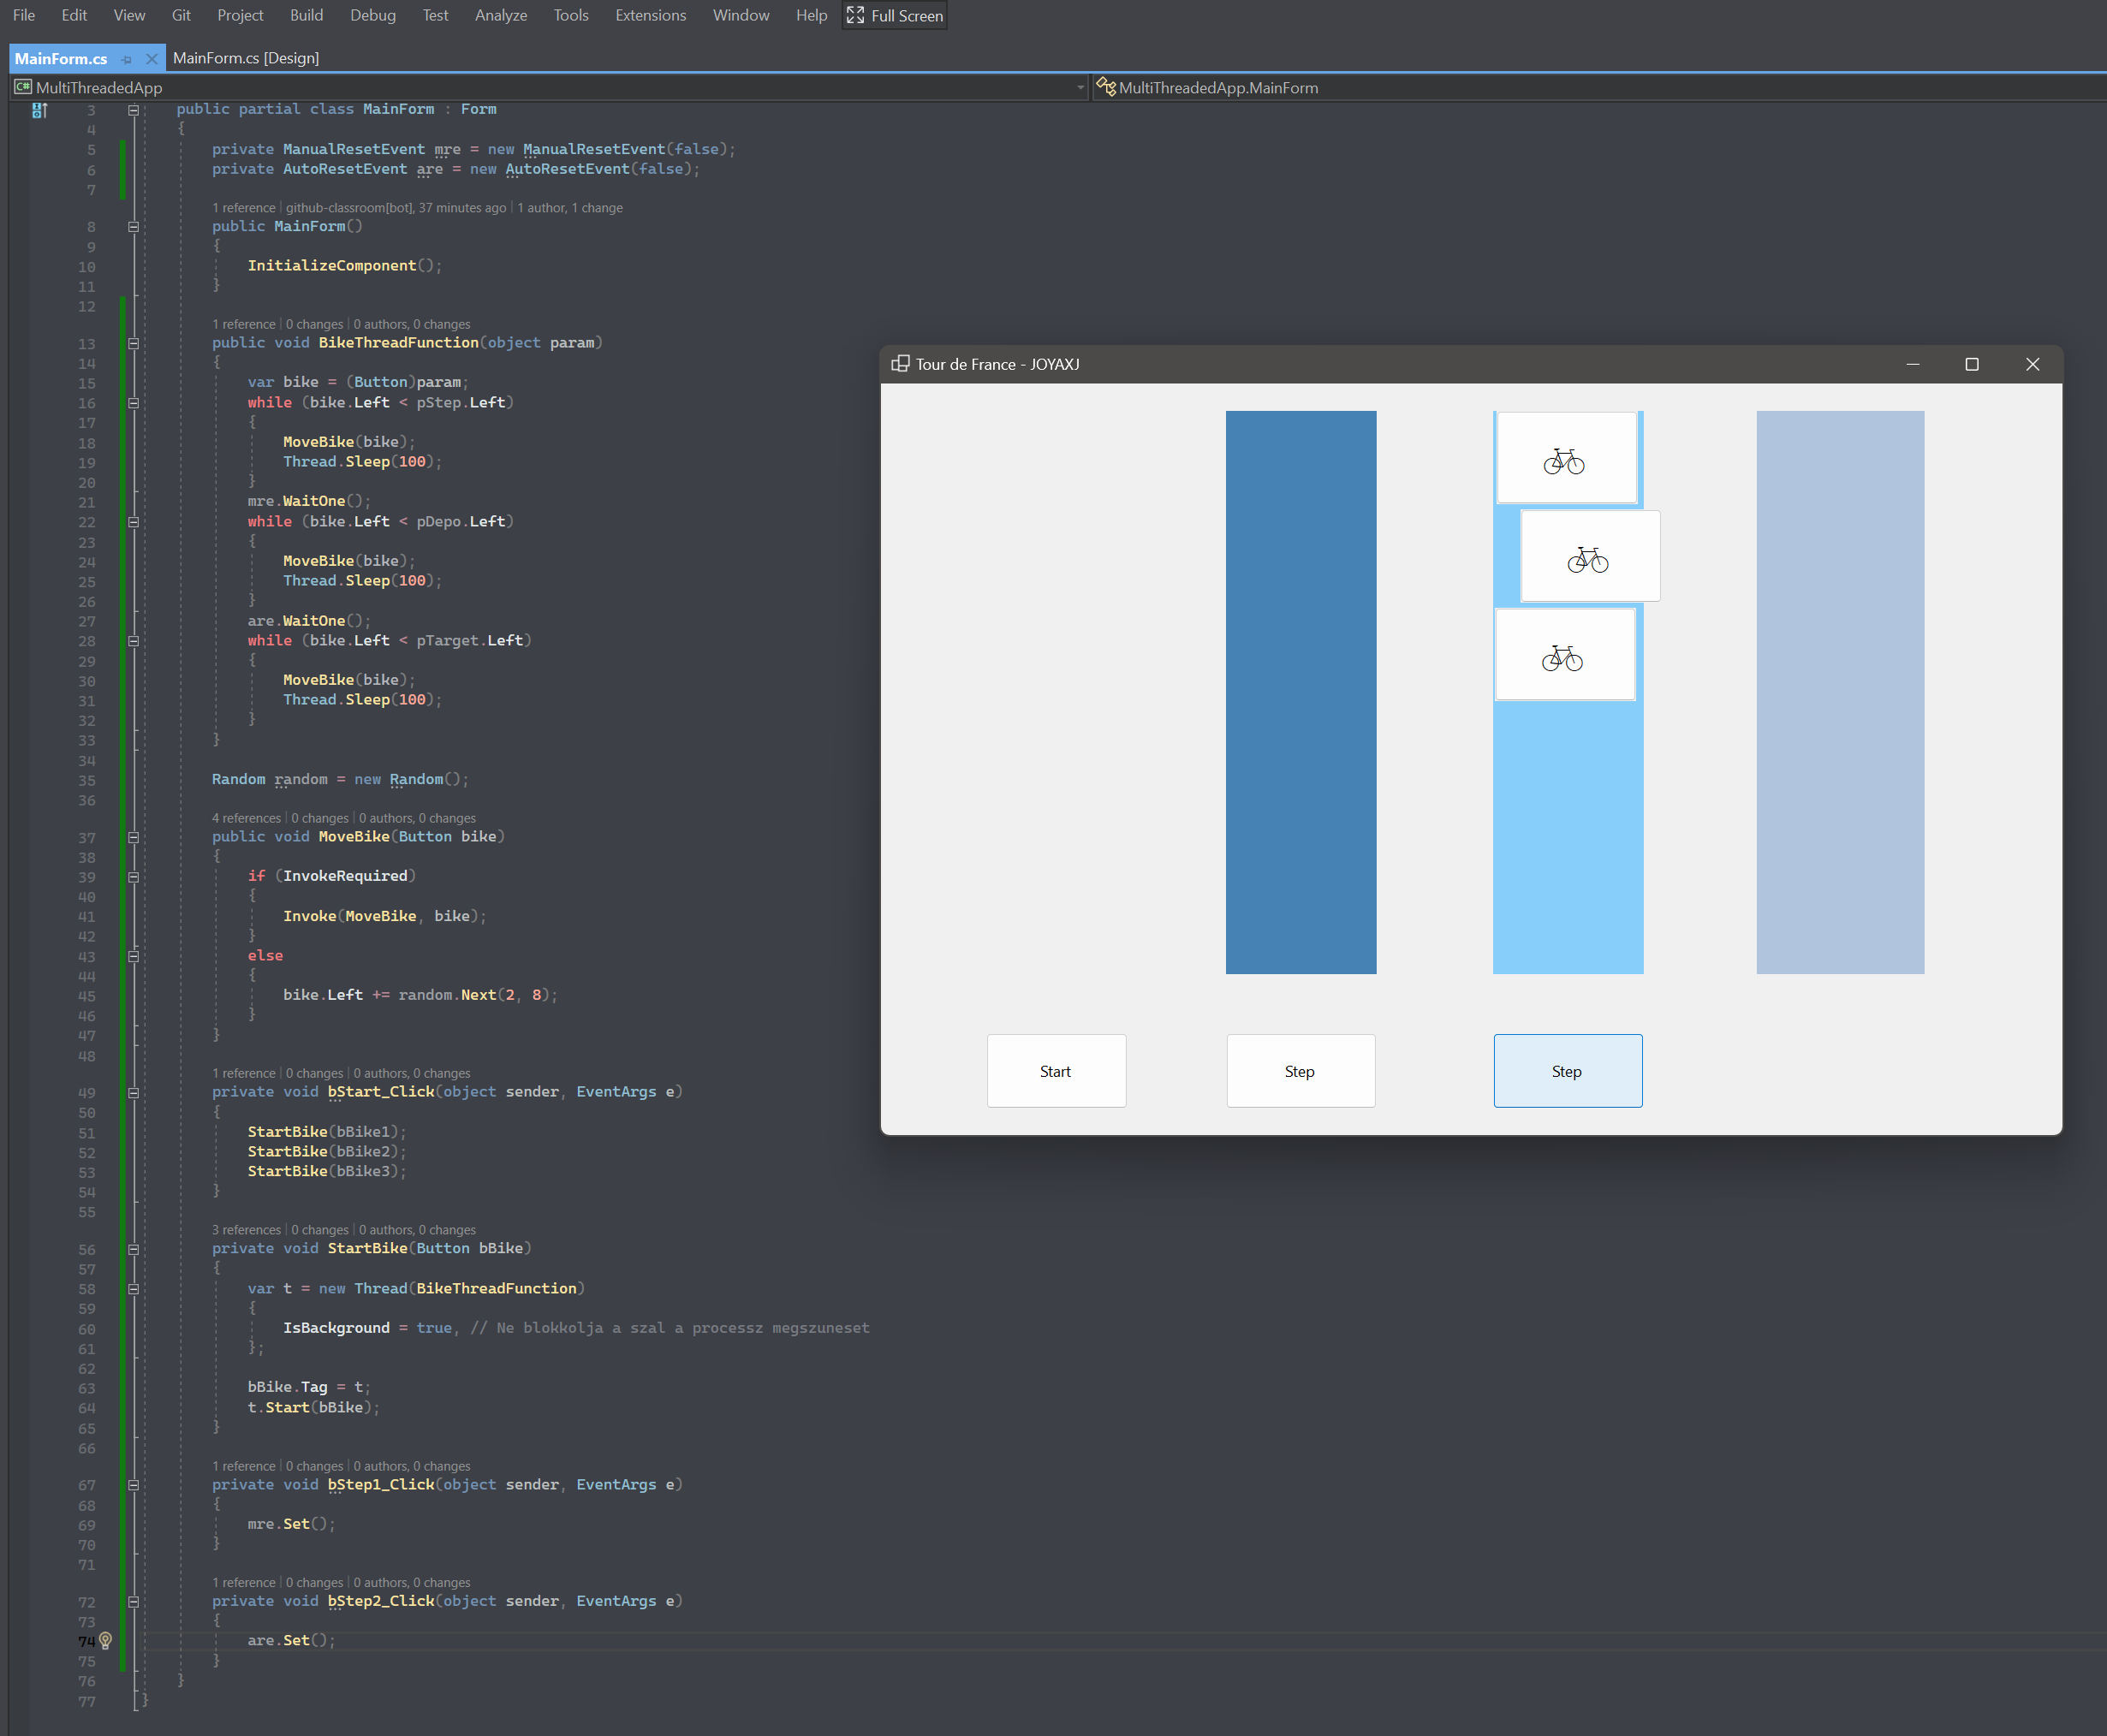 File Edit View Git Project Build Debug Test Analyze Tools Extensions Window Help Full Screen
MainForm.cs MainForm.cs [Design]
C# MultiThreadedApp MultiThreadedApp.MainForm
3 public partial class MainForm : Form
4 {
5 private ManualResetEvent mre = new ManualResetEvent(false);
6 private AutoResetEvent are = new AutoResetEvent(false);
7
1 reference | github-classroom[bot], 37 minutes ago | 1 author, 1 change
8 public MainForm()
9 {
10 InitializeComponent();
11 }
12
1 reference | 0 changes | 0 authors, 0 changes
13 public void BikeThreadFunction(object param)
14 {
15 var bike = (Button)param;
16 while (bike.Left < pStep.Left)
17 {
18 MoveBike(bike);
19 Thread.Sleep(100);
20 }
21 mre.WaitOne();
22 while (bike.Left < pDepo.Left)
23 {
24 MoveBike(bike);
25 Thread.Sleep(100);
26 }
27 are.WaitOne();
28 while (bike.Left < pTarget.Left)
29 {
30 MoveBike(bike);
31 Thread.Sleep(100);
32 }
33 }
34
35 Random random = new Random();
36
4 references | 0 changes | 0 authors, 0 changes
37 public void MoveBike(Button bike)
38 {
39 if (InvokeRequired)
40 {
41 Invoke(MoveBike, bike);
42 }
43 else
44 {
45 bike.Left += random.Next(2, 8);
46 }
47 }
48
1 reference | 0 changes | 0 authors, 0 changes
49 private void bStart_Click(object sender, EventArgs e)
50 {
51 StartBike(bBike1);
52 StartBike(bBike2);
53 StartBike(bBike3);
54 }
55
3 references | 0 changes | 0 authors, 0 changes
56 private void StartBike(Button bBike)
57 {
58 var t = new Thread(BikeThreadFunction)
59 {
60 IsBackground = true, // Ne blokkolja a szal a processz megszuneset
61 };
62
63 bBike.Tag = t;
64 t.Start(bBike);
65 }
66
1 reference | 0 changes | 0 authors, 0 changes
67 private void bStep1_Click(object sender, EventArgs e)
68 {
69 mre.Set();
70 }
71
1 reference | 0 changes | 0 authors, 0 changes
72 private void bStep2_Click(object sender, EventArgs e)
73 {
74 are.Set();
75 }
76 }
77 }
Tour de France - JOYAXJ
Start Step Step